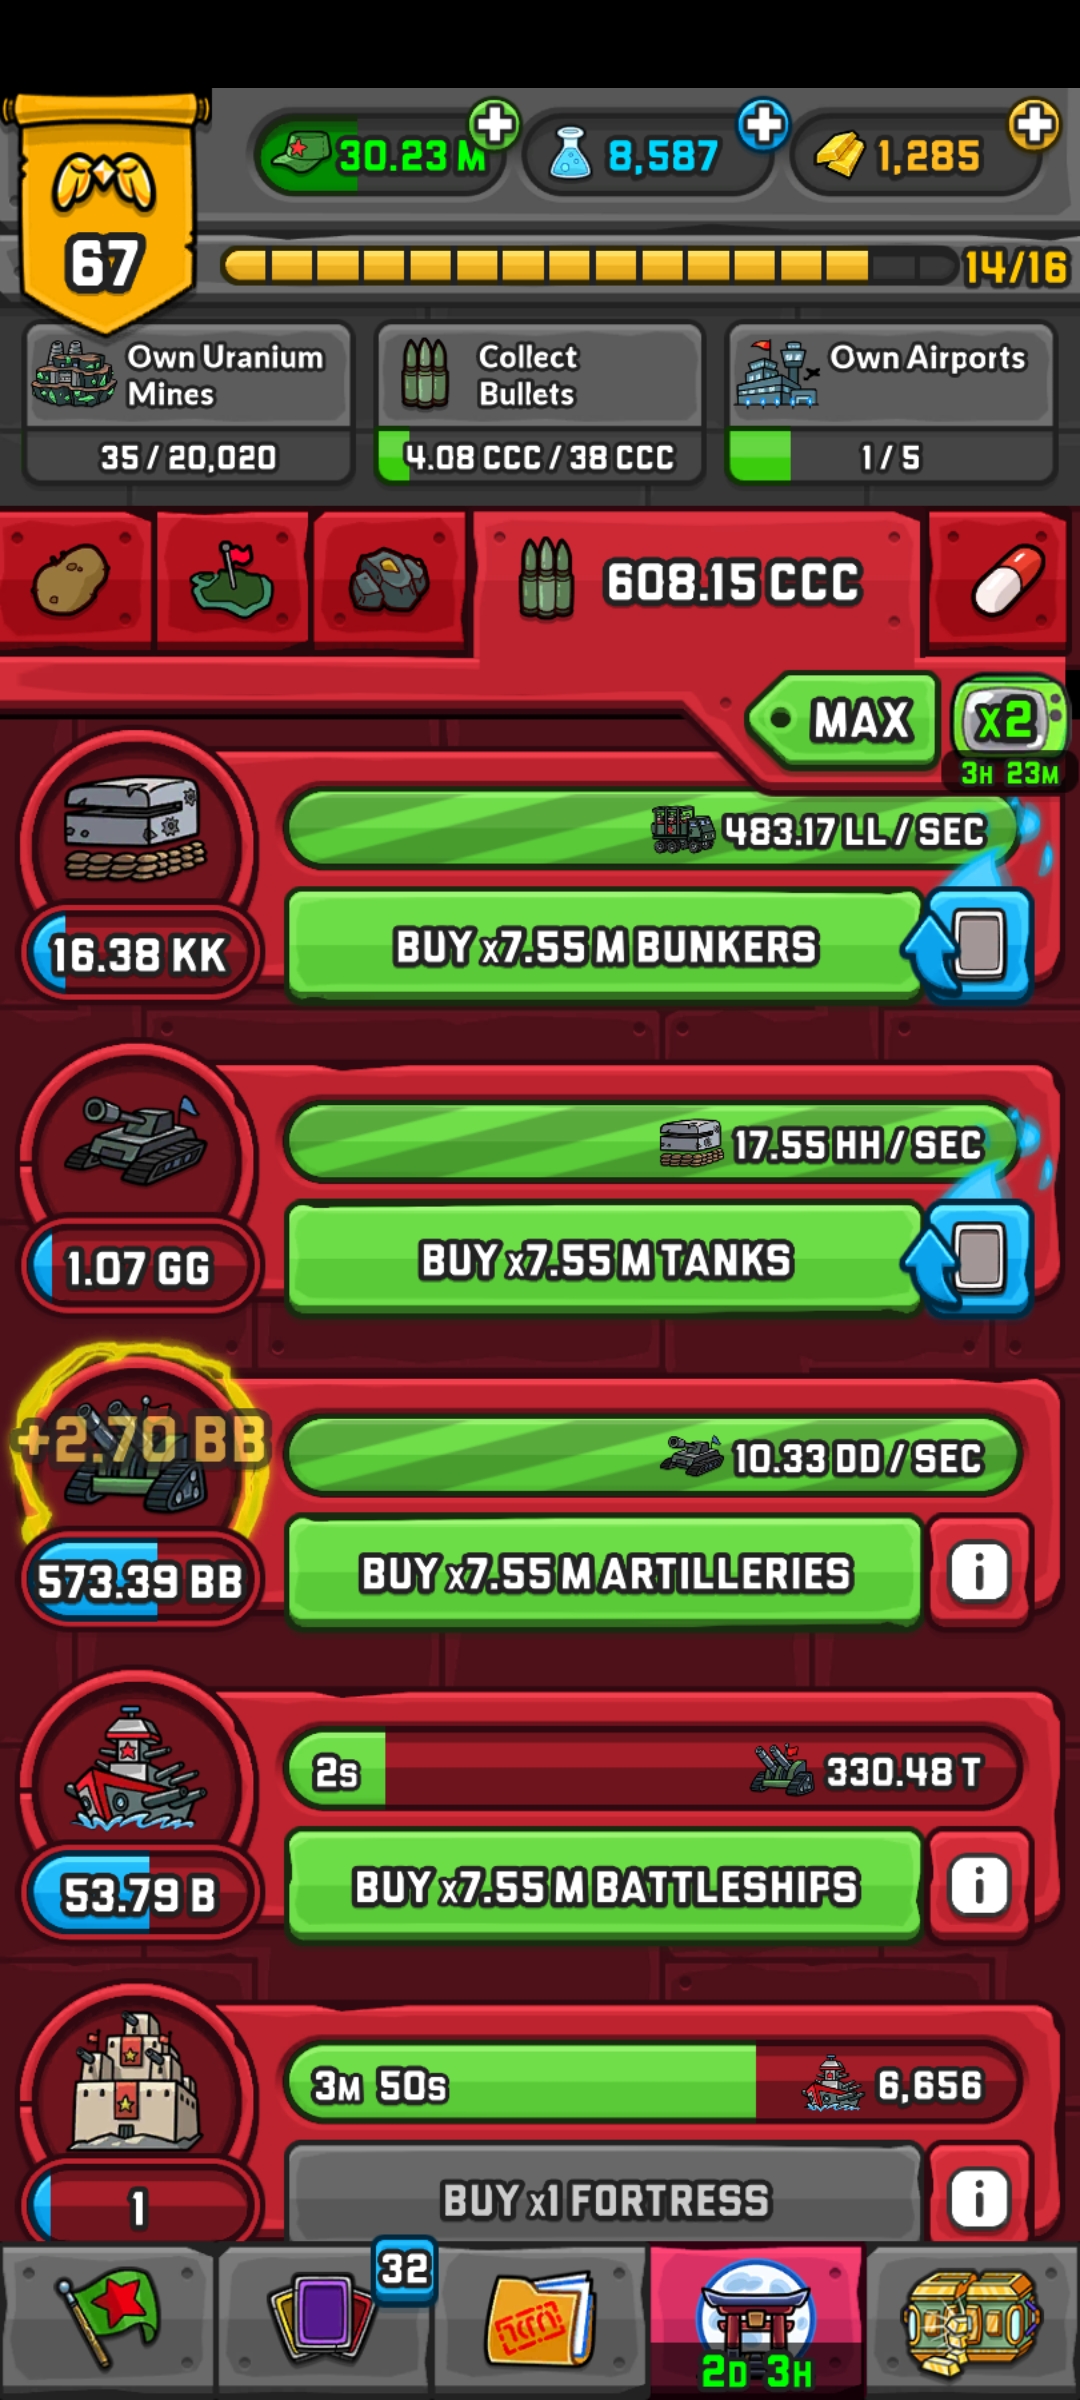 67
30.23 M
8,587
1,285
14/16
Own Uranium
Mines
35 / 20,020
Collect
Bullets
4.08 CCC / 38 CCC
Own Airports
1 / 5
608.15 CCC
MAX
x2
3H 23M
483.17 LL / SEC
16.38 KK
BUY x7.55 M BUNKERS
17.55 HH / SEC
1.07 GG
BUY x7.55 M TANKS
+2.70 BB
10.33 DD / SEC
573.39 BB
BUY x7.55 M ARTILLERIES
i
2S
330.48 T
53.79 B
BUY x7.55 M BATTLESHIPS
i
3M 50S
6,656
1
BUY x1 FORTRESS
i
32
2D 3H